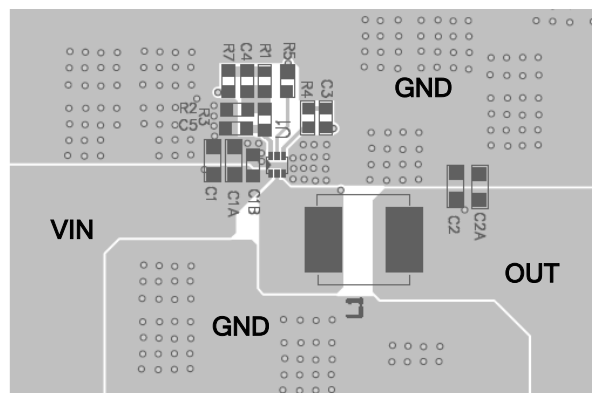 R7
C4
R1
R5
R4
C3
GND
R2
R3
C5
U1
C1
C1A
C1B
C2
C2A
VIN
OUT
L1
GND